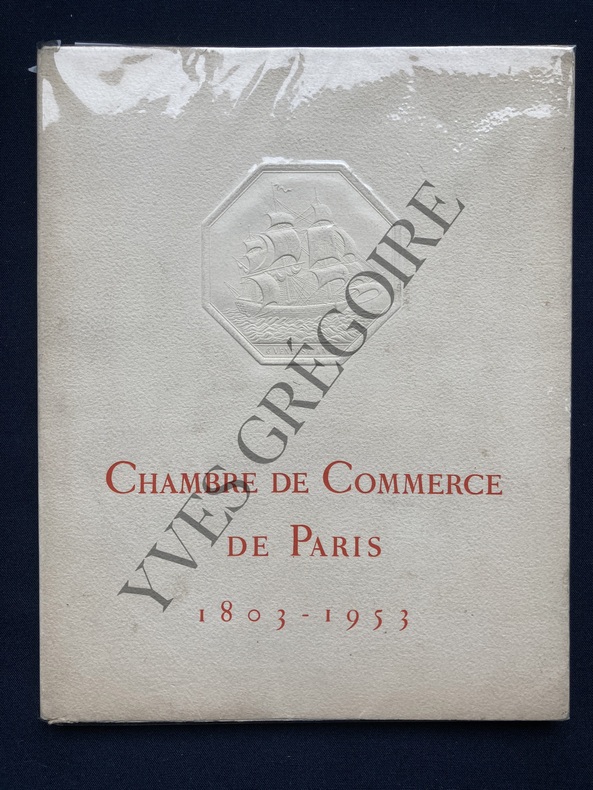 CHAMBRE DE COMMERCE
DE PARIS
1803-1953
YVES GRÉGOIRE